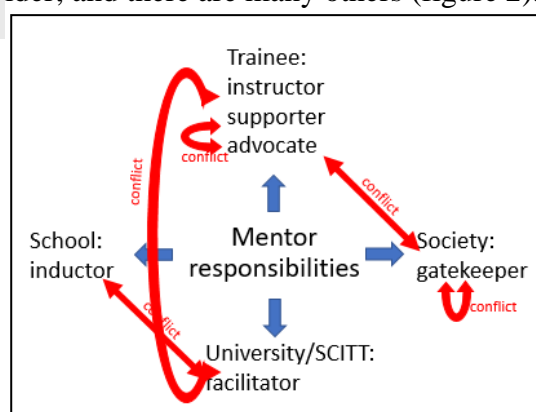 ider, and there are many others (figure 2).
Trainee:
instructor
supporter
advocate
conflict
conflict
conflict
Mentor
responsibilities
School:
inductor
Society:
gatekeeper
conflict
conflict
University/SCITT:
facilitator